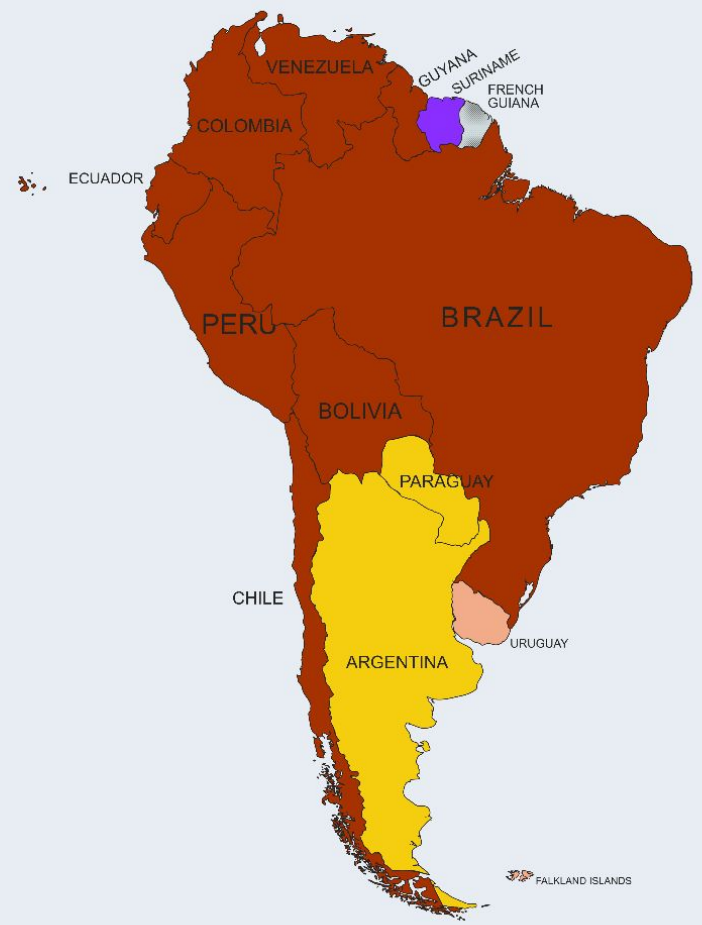 VENEZUELA
GUYANA
SURINAME
FRENCH
GUIANA
COLOMBIA
ECUADOR
PERU
BRAZIL
BOLIVIA
PARAGUAY
CHILE
URUGUAY
ARGENTINA
FALKLAND ISLANDS